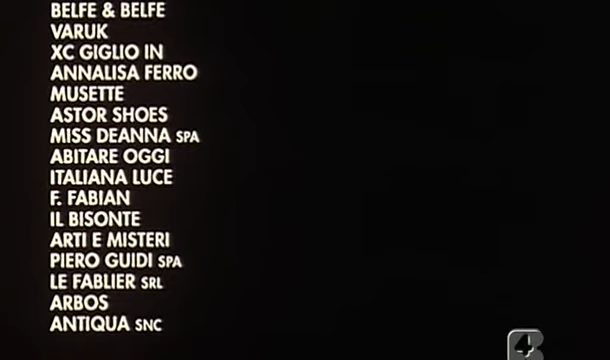 BELFE & BELFE
VARUK
XC GIGLIO IN
ANNALISA FERRO
MUSETTE
ASTOR SHOES
MISS DEANNA SPA
ABITARE OGGI
ITALIANA LUCE
F. FABIAN
IL BISONTE
ARTI E MISTERI
PIERO GUIDI SPA
LE FABLIER SRL
ARBOS
ANTIQUA SNC
4